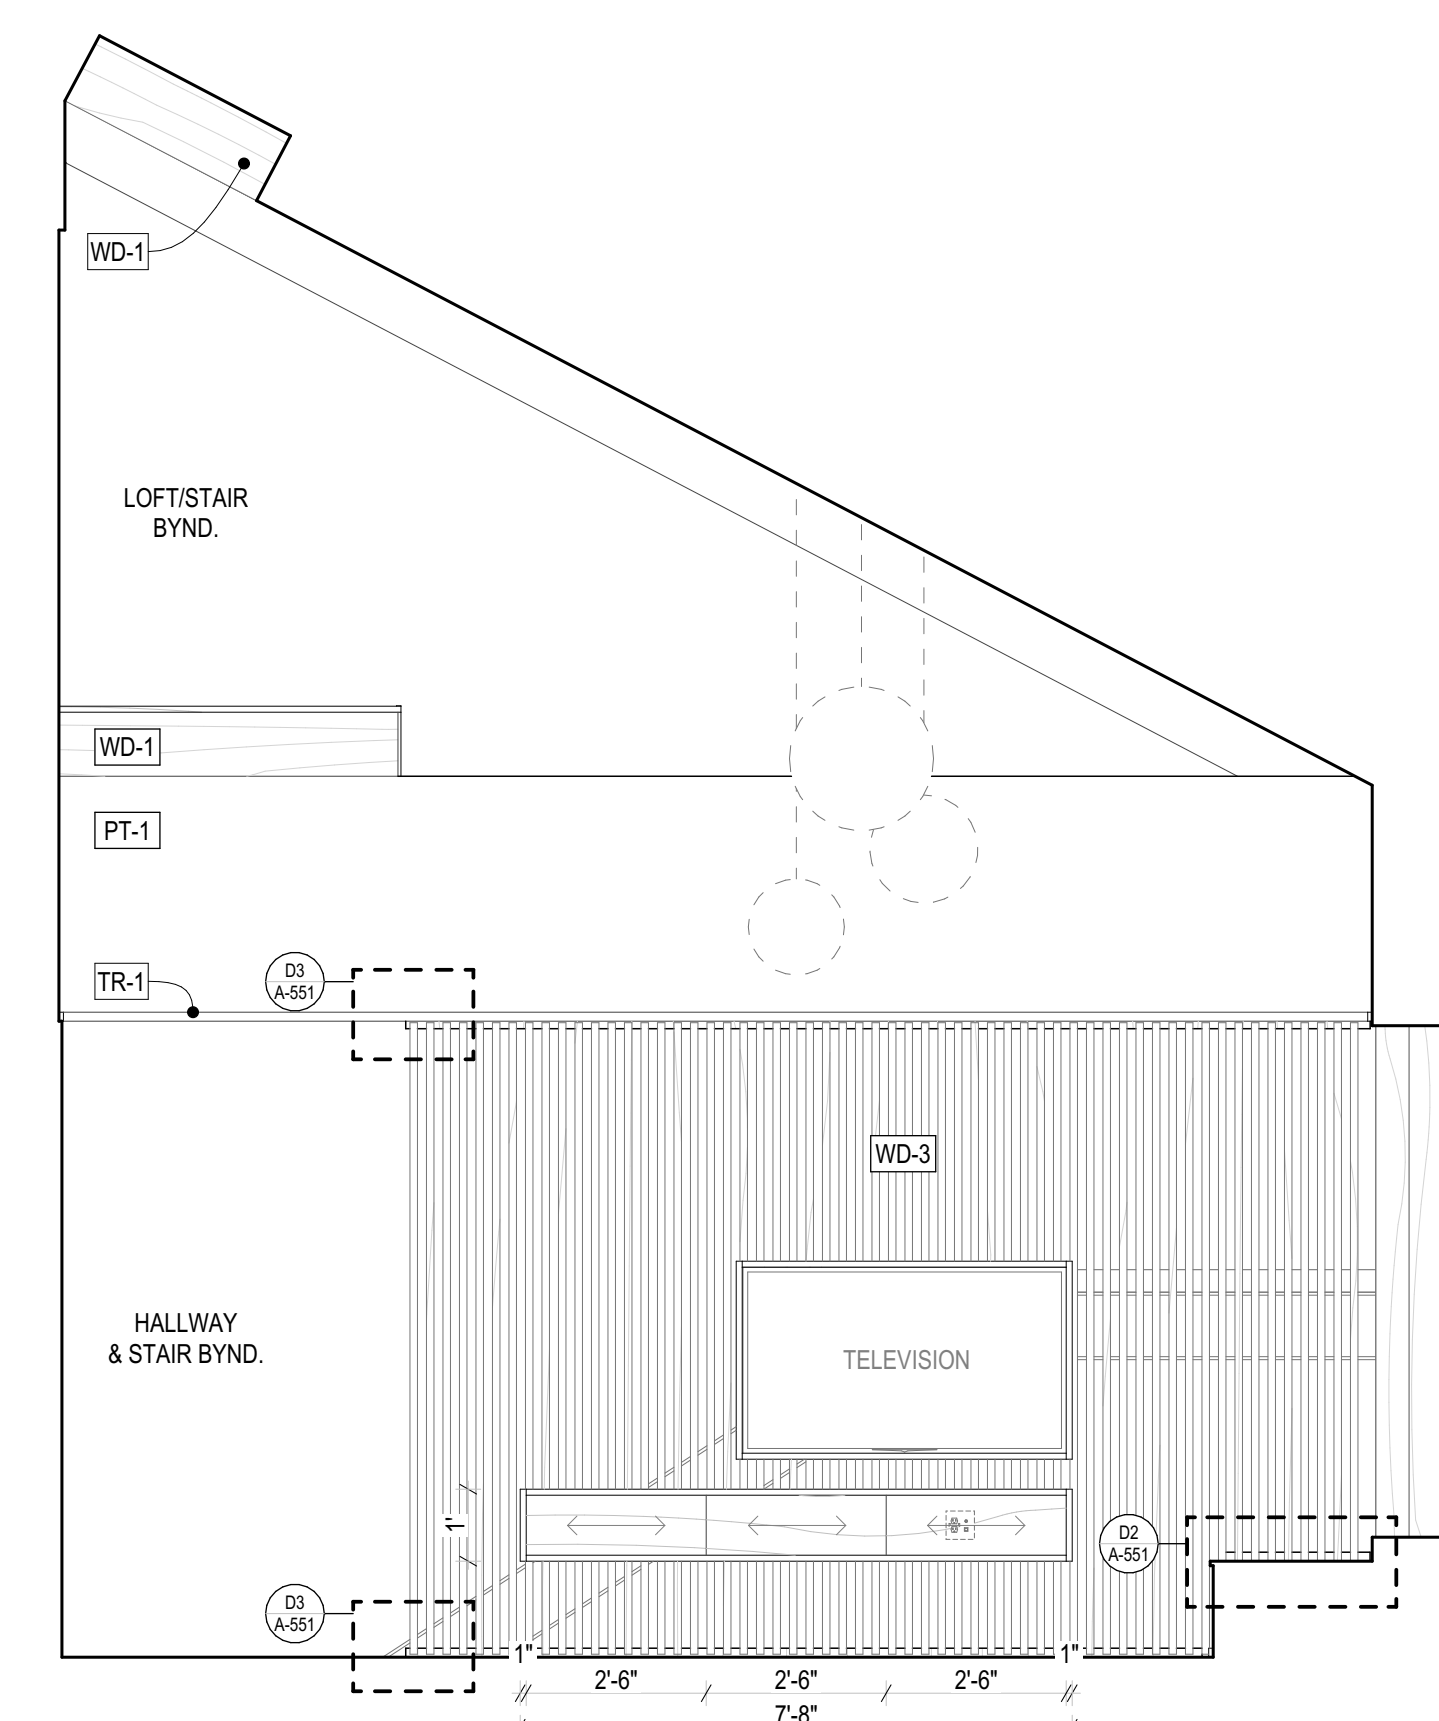 WD-1
LOFT/STAIR
BYND.
WD-1
PT-1
TR-1
D3
A-551
WD-3
HALLWAY
& STAIR BYND.
TELEVISION
1'
D2
A-551
D3
A-551
1"
1"
2'-6"
2'-6"
2'-6"
7'-8"